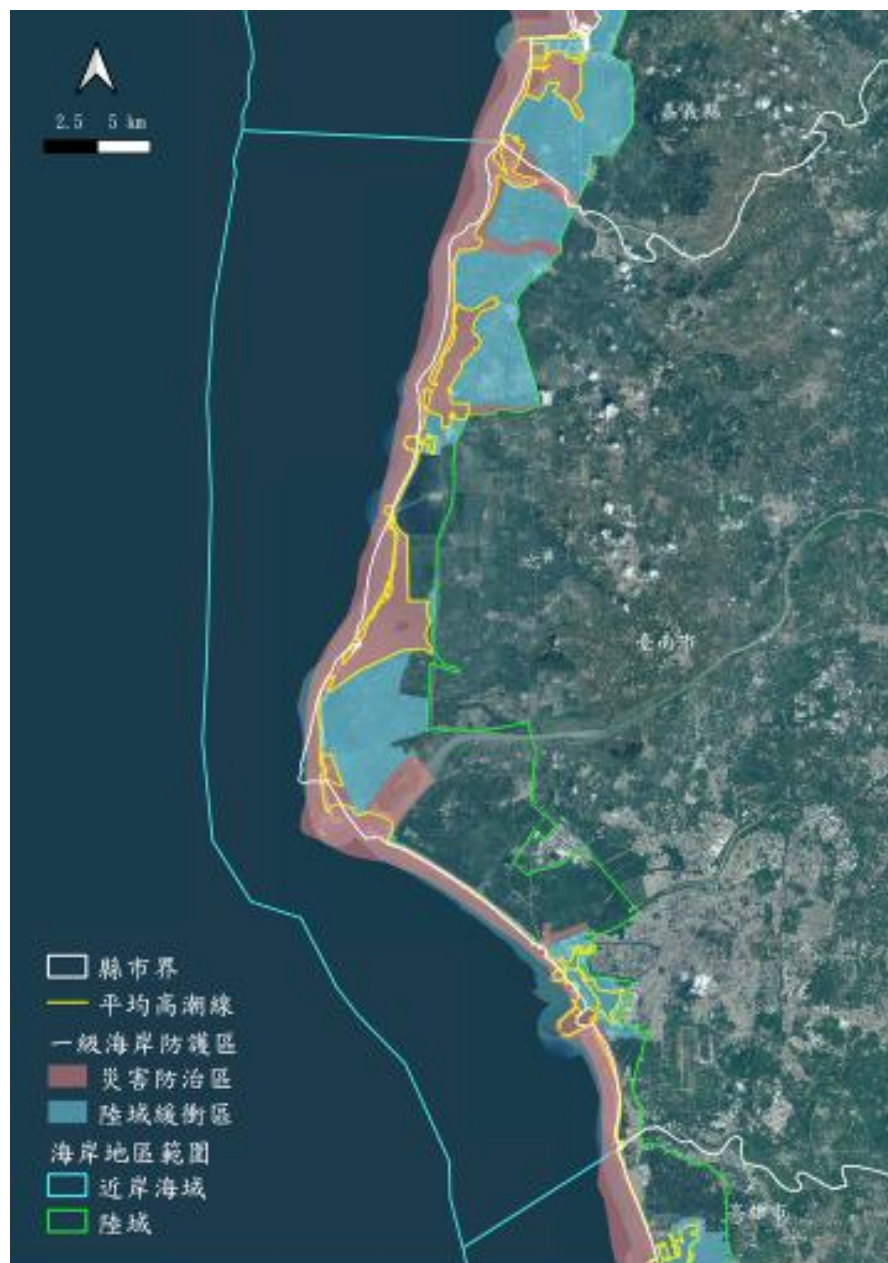 2.5 5 km
嘉義縣
臺南市
縣市界
平均高潮線
一級海岸防護區
災害防治區
陸域緩衝區
海岸地區範圍
近岸海域
陸域
高雄市